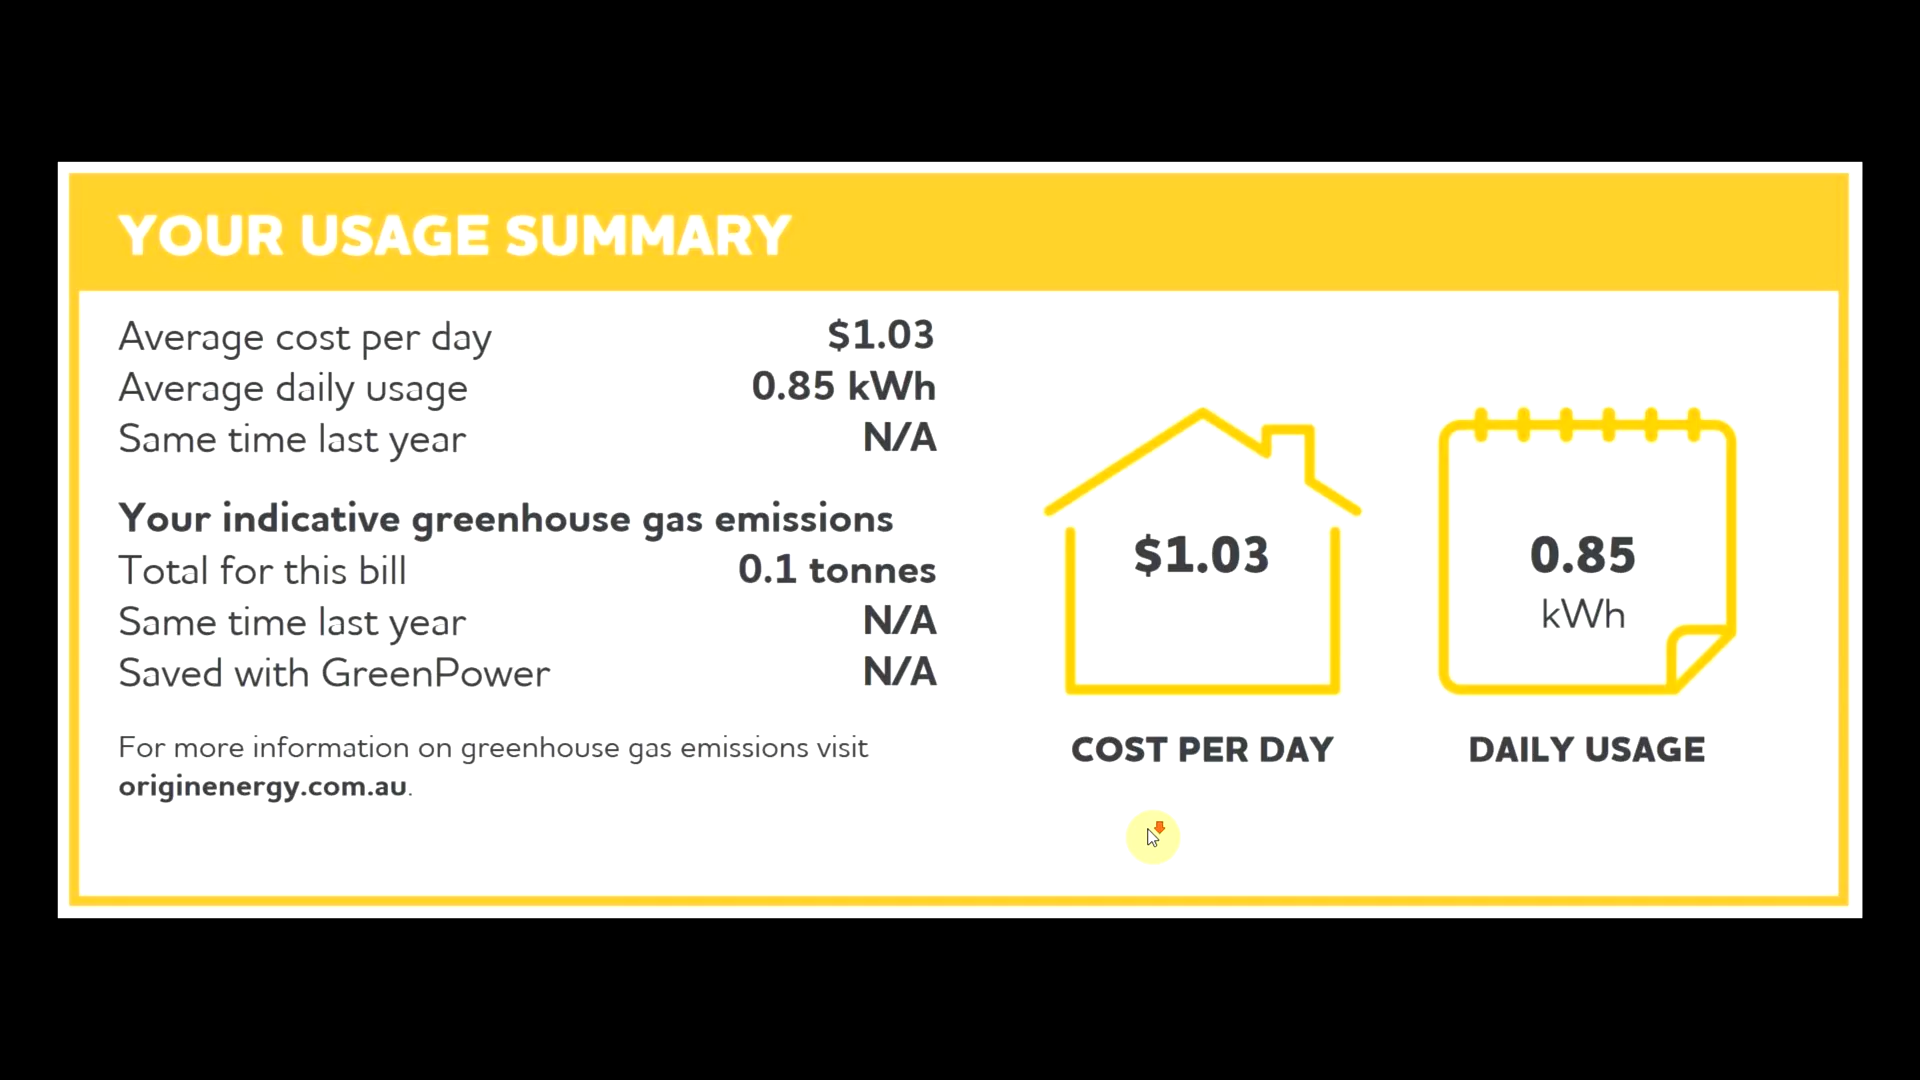 YOUR USAGE SUMMARY
Average cost per day $1.03
Average daily usage 0.85 kWh
Same time last year N/A
Your indicative greenhouse gas emissions
Total for this bill 0.1 tonnes
Same time last year N/A
Saved with GreenPower N/A
For more information on greenhouse gas emissions visit
originenergy.com.au.
$1.03
COST PER DAY
0.85
kWh
DAILY USAGE